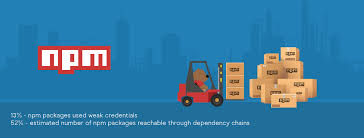 npm
13% - npm packages used weak credentials
52% - estimated number of npm packages reachable through dependency chains